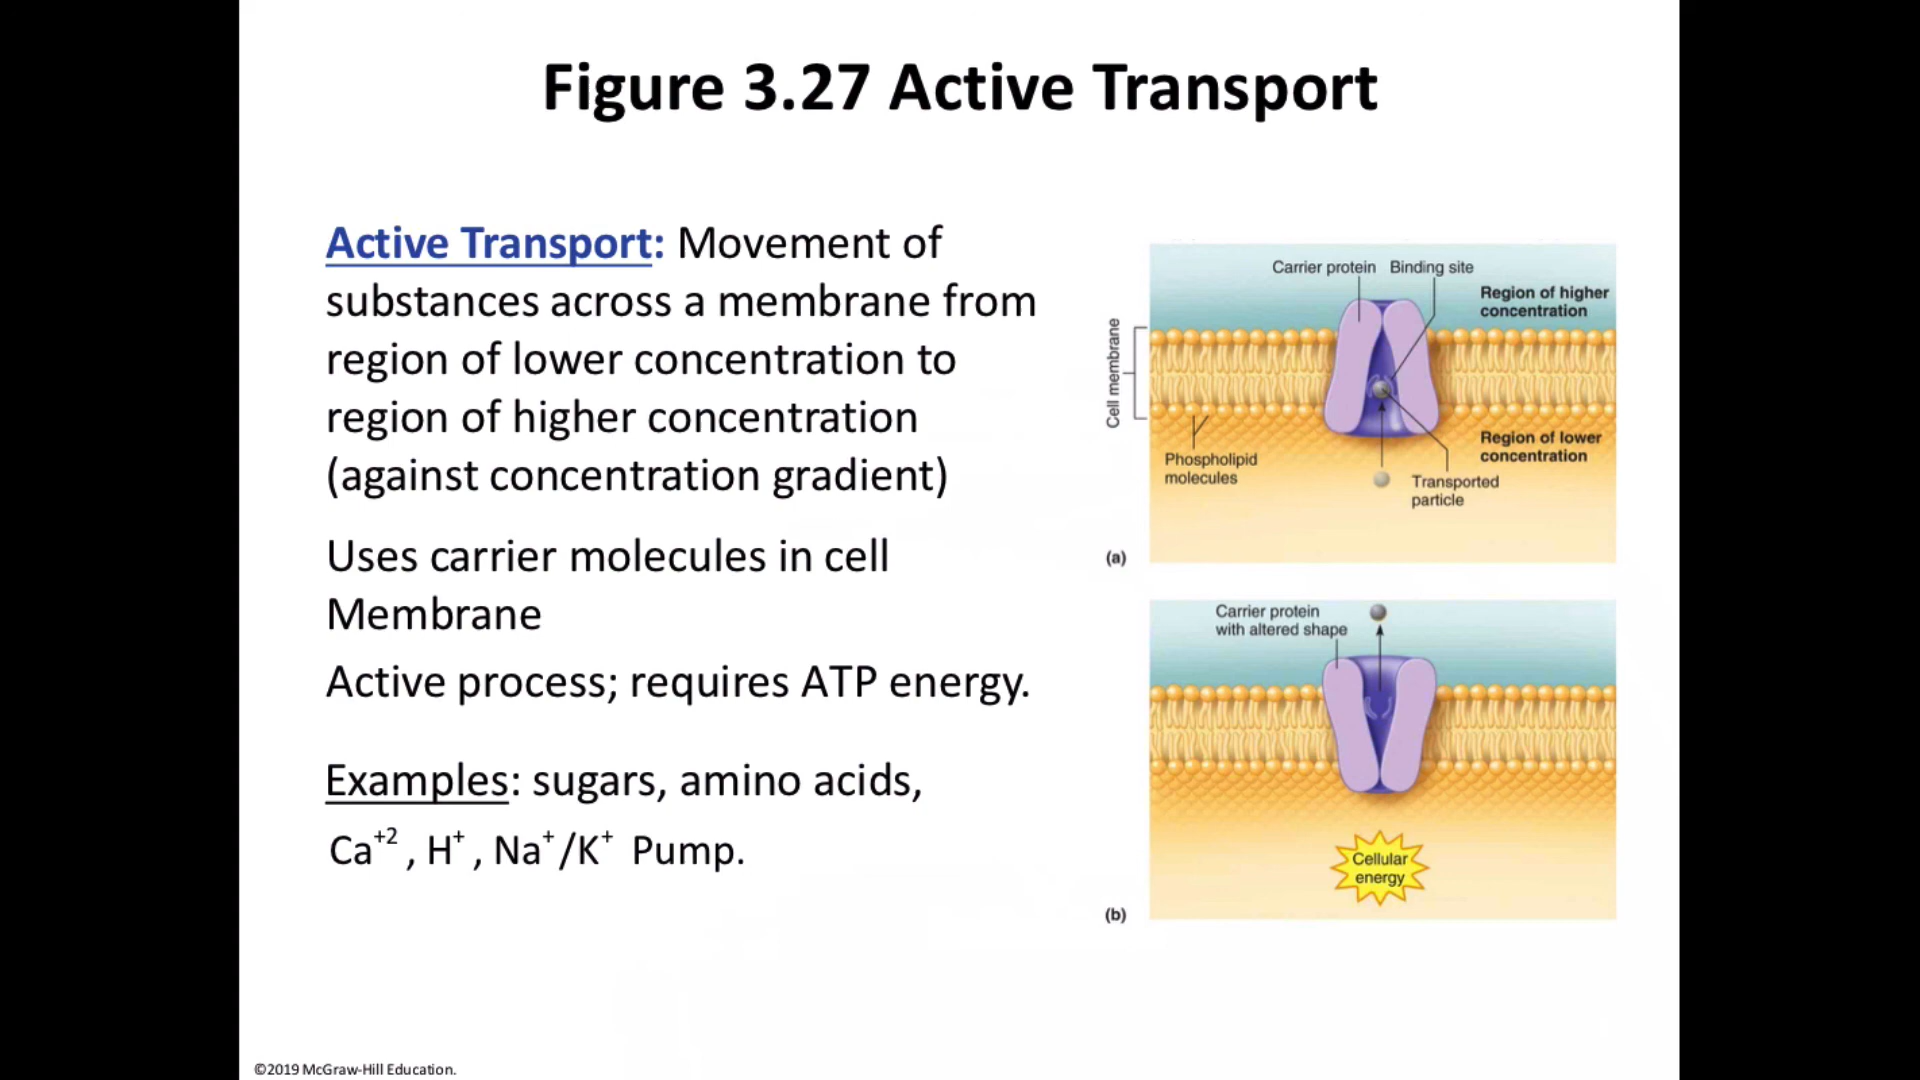 Figure 3.27 Active Transport
Active Transport: Movement of
substances across a membrane from
region of lower concentration to
region of higher concentration
(against concentration gradient)
Uses carrier molecules in cell
Membrane
Active process; requires ATP energy.
Examples: sugars, amino acids,
Ca⁺², H⁺, Na⁺/K⁺ Pump.
Carrier protein
Binding site
Region of higher
concentration
Cell membrane
Phospholipid
molecules
Region of lower
concentration
Transported
particle
(a)
Carrier protein
with altered shape
Cellular
energy
(b)
©2019 McGraw-Hill Education.